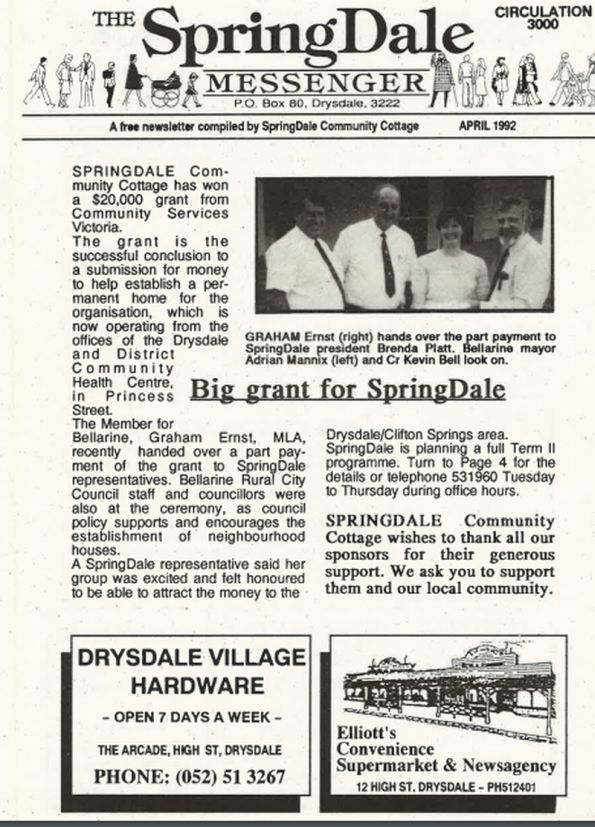 THE SpringDale
CIRCULATION
3000
MESSENGER
P.O. Box 80, Drysdale, 3222
A free newsletter compiled by SpringDale Community Cottage
APRIL 1992
SPRINGDALE Com-
munity Cottage has won
a $20,000 grant from
Community Services
Victoria.
The grant is the
successful conclusion to
a submission for money
to help establish a per-
manent home for the
organisation, which is
now operating from the
offices of the Drysdale
and District
Community
Health Centre,
in Princess
Street.
The Member for
Bellarine, Graham Ernst, MLA,
recently handed over a part pay-
ment of the grant to SpringDale
representatives. Bellarine Rural City
Council staff and councillors were
also at the ceremony, as council
policy supports and encourages the
establishment of neighbourhood
houses.
A SpringDale representative said her
group was excited and felt honoured
to be able to attract the money to the
GRAHAM Ernst (right) hands over the part payment to
SpringDale president Brenda Platt. Bellarine mayor
Adrian Mannix (left) and Cr Kevin Bell look on.
Big grant for SpringDale
Drysdale/Clifton Springs area.
SpringDale is planning a full Term II
programme. Turn to Page 4 for the
details or telephone 531960 Tuesday
to Thursday during office hours.
SPRINGDALE Community
Cottage wishes to thank all our
sponsors for their generous
support. We ask you to support
them and our local community.
DRYSDALE VILLAGE
HARDWARE
– OPEN 7 DAYS A WEEK –
THE ARCADE, HIGH ST, DRYSDALE
PHONE: (052) 51 3267
Elliott's
Convenience
Supermarket & Newsagency
12 HIGH ST. DRYSDALE – PH512401